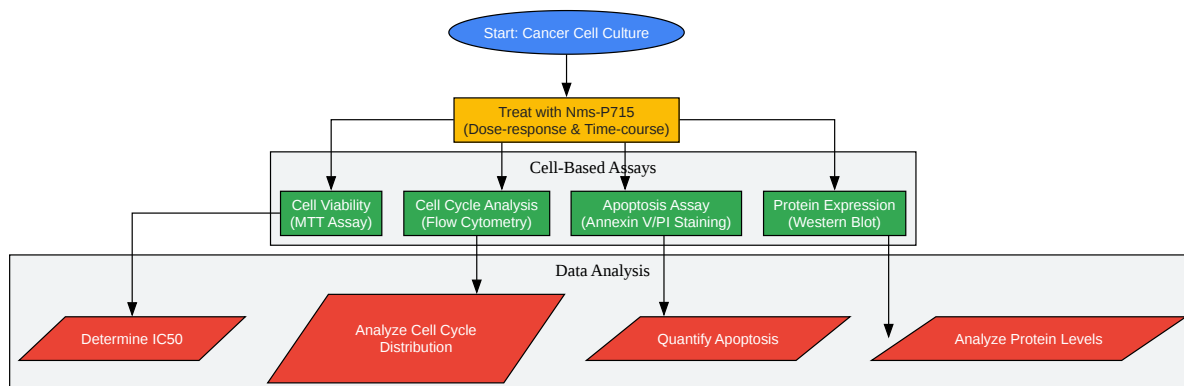 Start: Cancer Cell Culture
Treat with Nms-P715
(Dose-response & Time-course)
Cell-Based Assays
Cell Viability
(MTT Assay)
Cell Cycle Analysis
(Flow Cytometry)
Apoptosis Assay
(Annexin V/PI Staining)
Protein Expression
(Western Blot)
Data Analysis
Determine IC50
Analyze Cell Cycle
Distribution
Quantify Apoptosis
Analyze Protein Levels